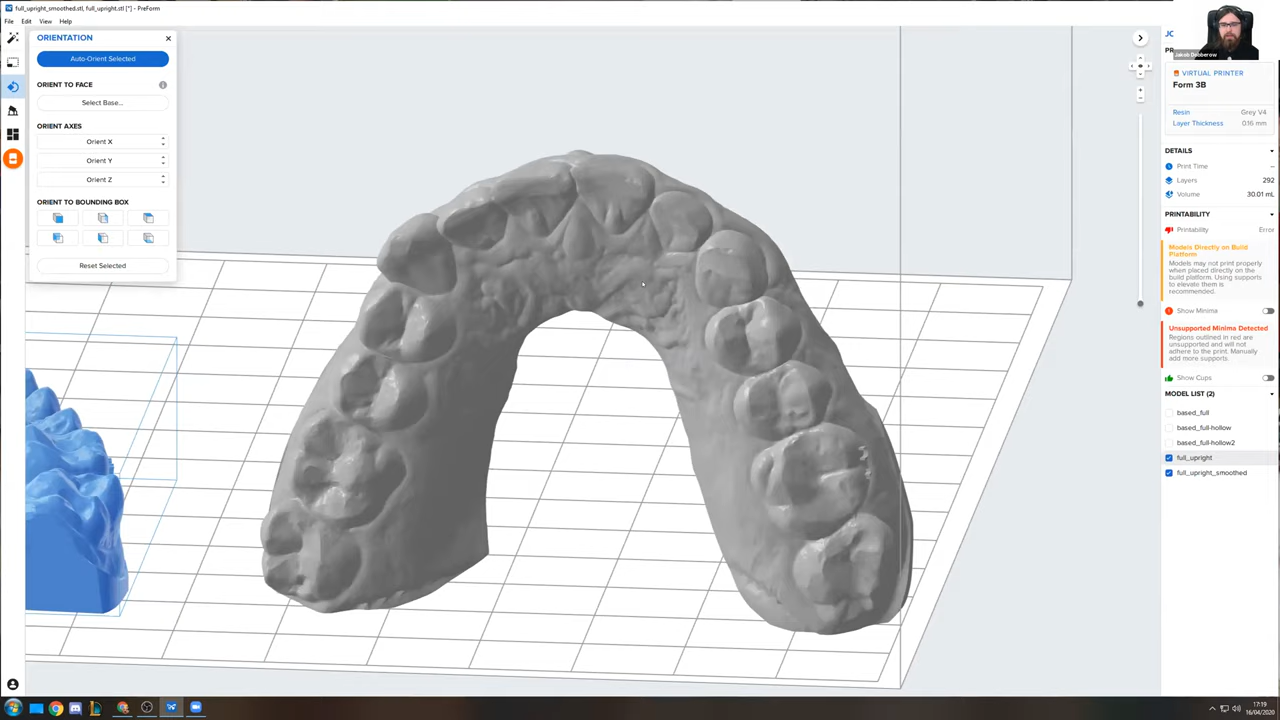 full_upright_smoothed.stl, full_upright.stl [*] - PreForm
File Edit View Help
ORIENTATION
Auto-Orient Selected
ORIENT TO FACE
Select Base...
ORIENT AXES
Orient X
Orient Y
Orient Z
ORIENT TO BOUNDING BOX
Reset Selected
Jakob Dobberow
VIRTUAL PRINTER
Form 3B
Resin Grey V4
Layer Thickness 0.16 mm
DETAILS
Print Time --
Layers 292
Volume 30.01 mL
PRINTABILITY
Printability Error
Models Directly on Build
Platform
Models may not print properly
when placed directly on the
build platform. Using supports
to elevate them is
recommended.
Show Minima
Unsupported Minima Detected
Regions outlined in red are
unsupported and will not
adhere to the print. Manually
add more supports.
Show Cups
MODEL LIST (2)
based_full
based_full-hollow
based_full-hollow2
full_upright
full_upright_smoothed
17:19
16/04/2020